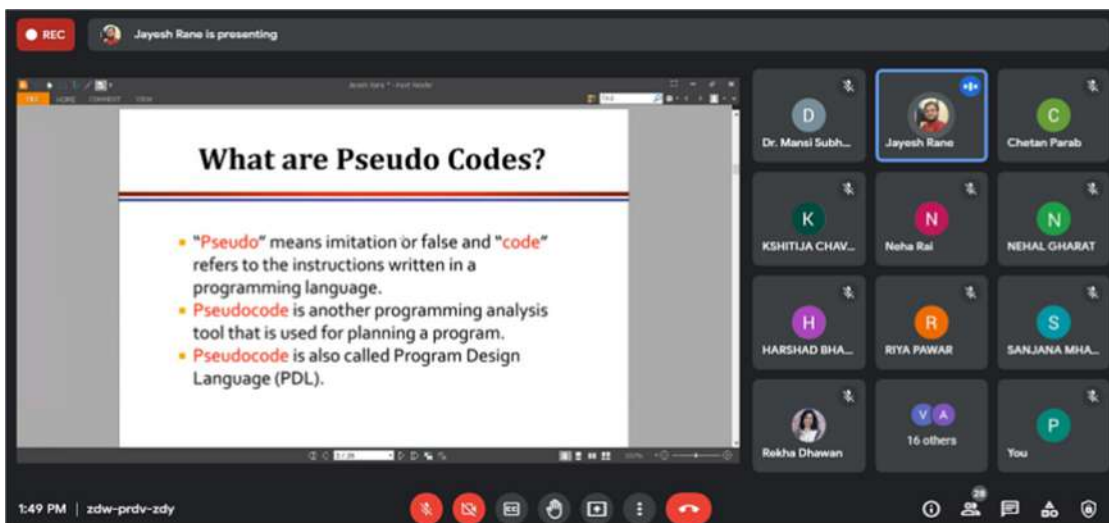 REC
Jayesh Rane is presenting
What are Pseudo Codes?
"Pseudo" means imitation or false and "code"
refers to the instructions written in a
programming language.
Pseudocode is another programming analysis
tool that is used for planning a program.
Pseudocode is also called Program Design
Language (PDL).
D
Dr. Mansi Subh...
Jayesh Rane
C
Chetan Parab
K
KSHITIJA CHAV...
N
Neha Rai
N
NEHAL GHARAT
H
HARSHAD BHA...
R
RIYA PAWAR
S
SANJANA MHA...
Rekha Dhawan
V A
16 others
P
You
1:49 PM | zdw-prdv-zdy
28